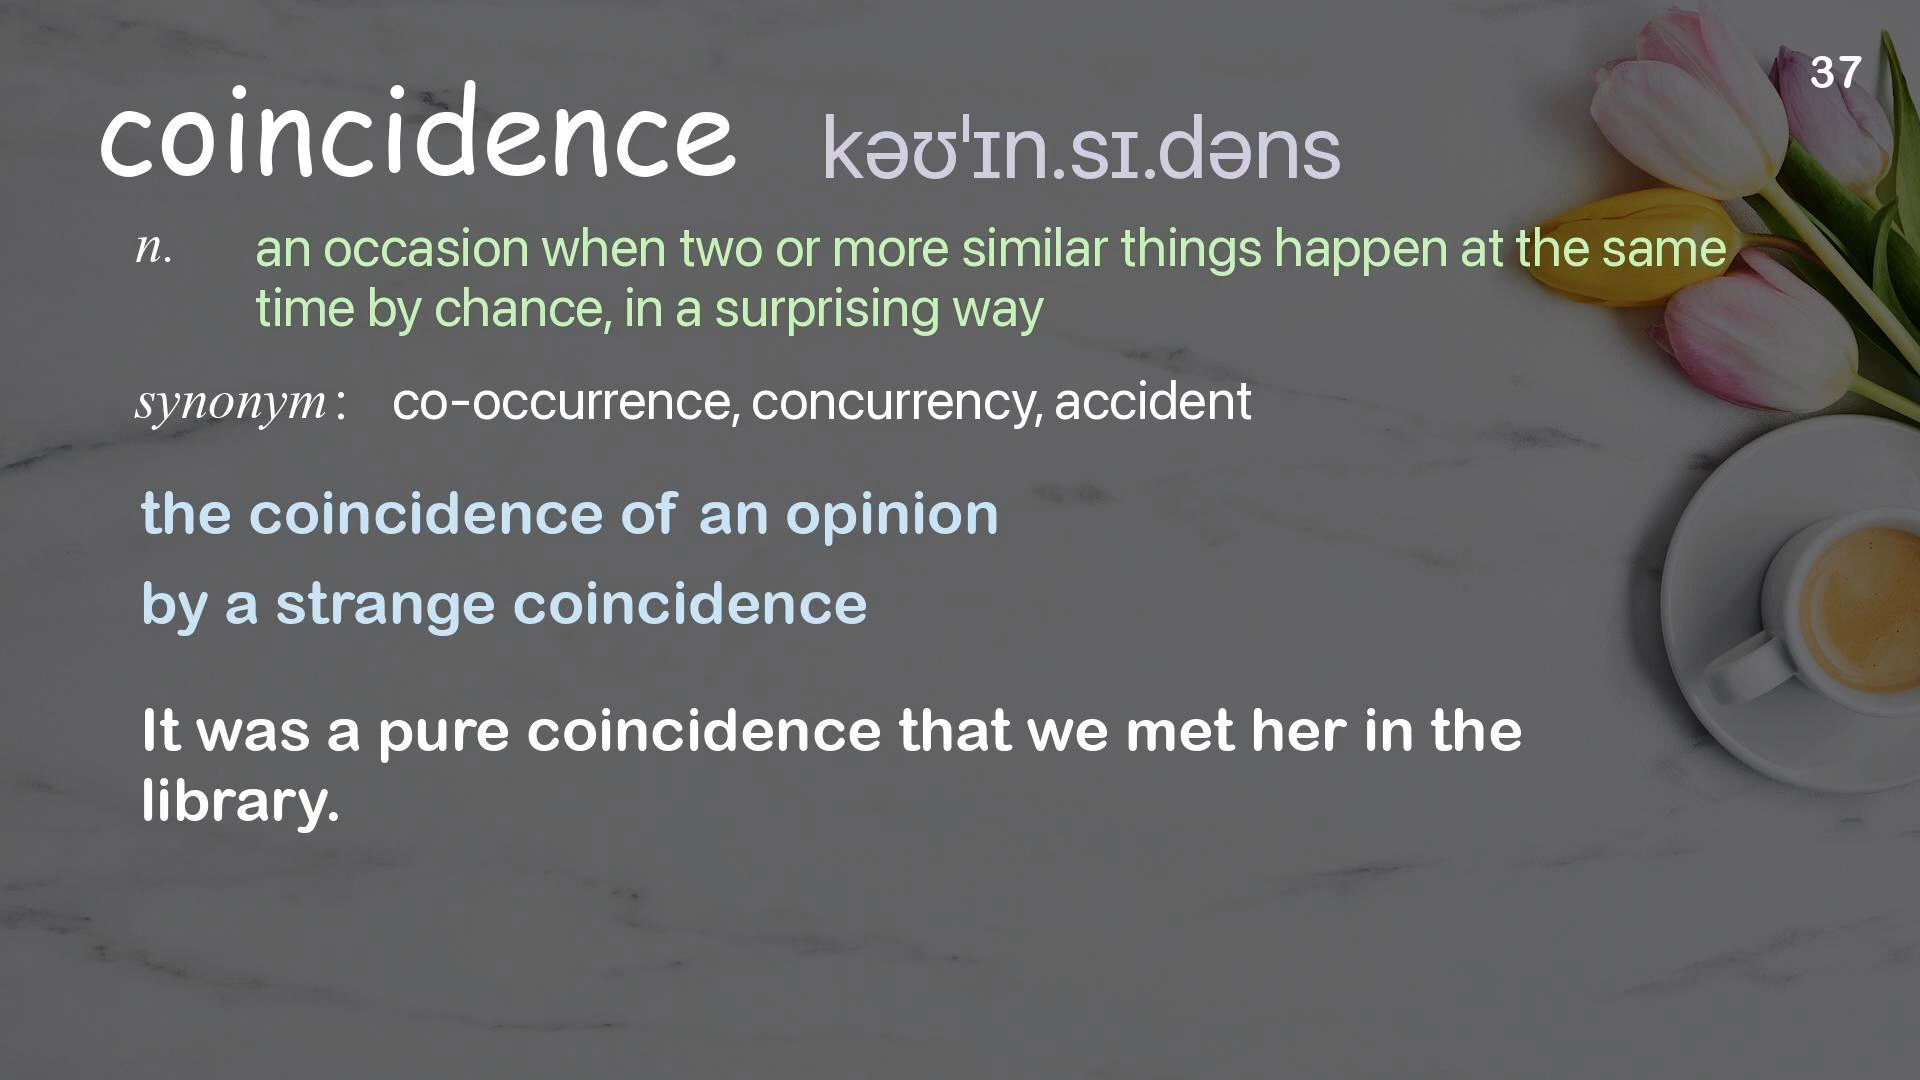 37
coincidence kəʊˈɪn.sɪ.dəns
n. an occasion when two or more similar things happen at the same
time by chance, in a surprising way
synonym: co-occurrence, concurrency, accident
the coincidence of an opinion
by a strange coincidence
It was a pure coincidence that we met her in the
library.